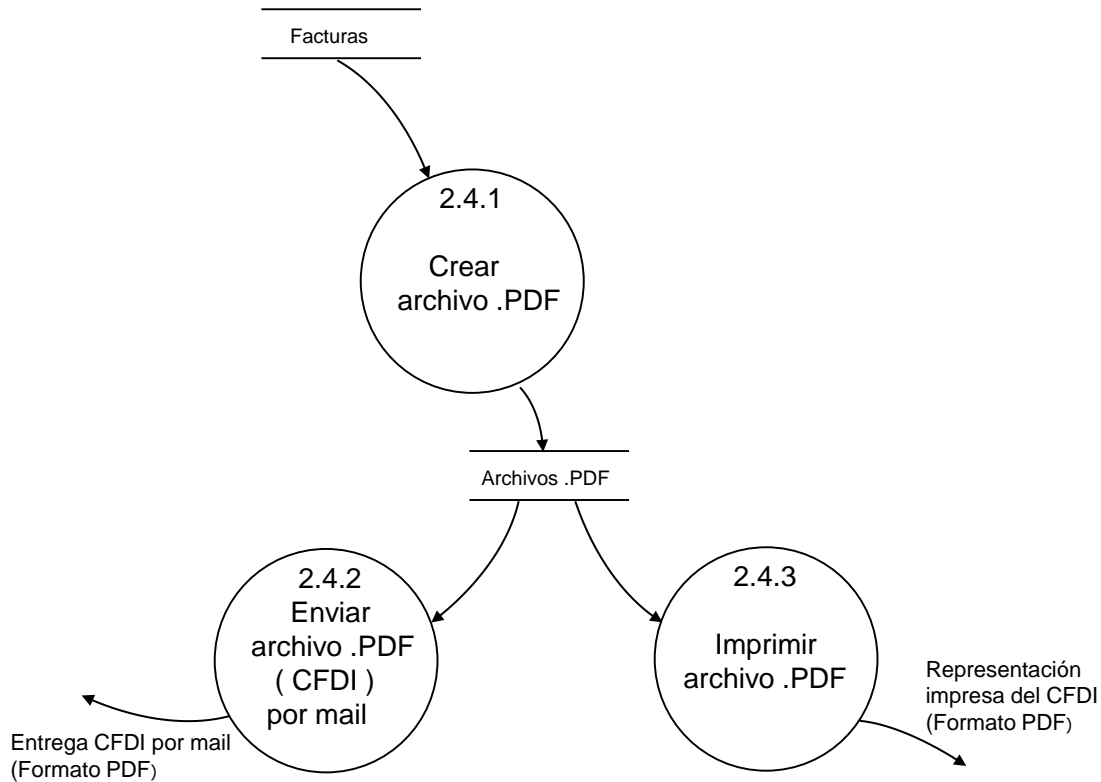 Facturas
2.4.1
Crear
archivo .PDF
Archivos .PDF
2.4.2
Enviar
archivo .PDF
( CFDI )
por mail
2.4.3
Imprimir
archivo .PDF
Entrega CFDI por mail
(Formato PDF)
Representación
impresa del CFDI
(Formato PDF)